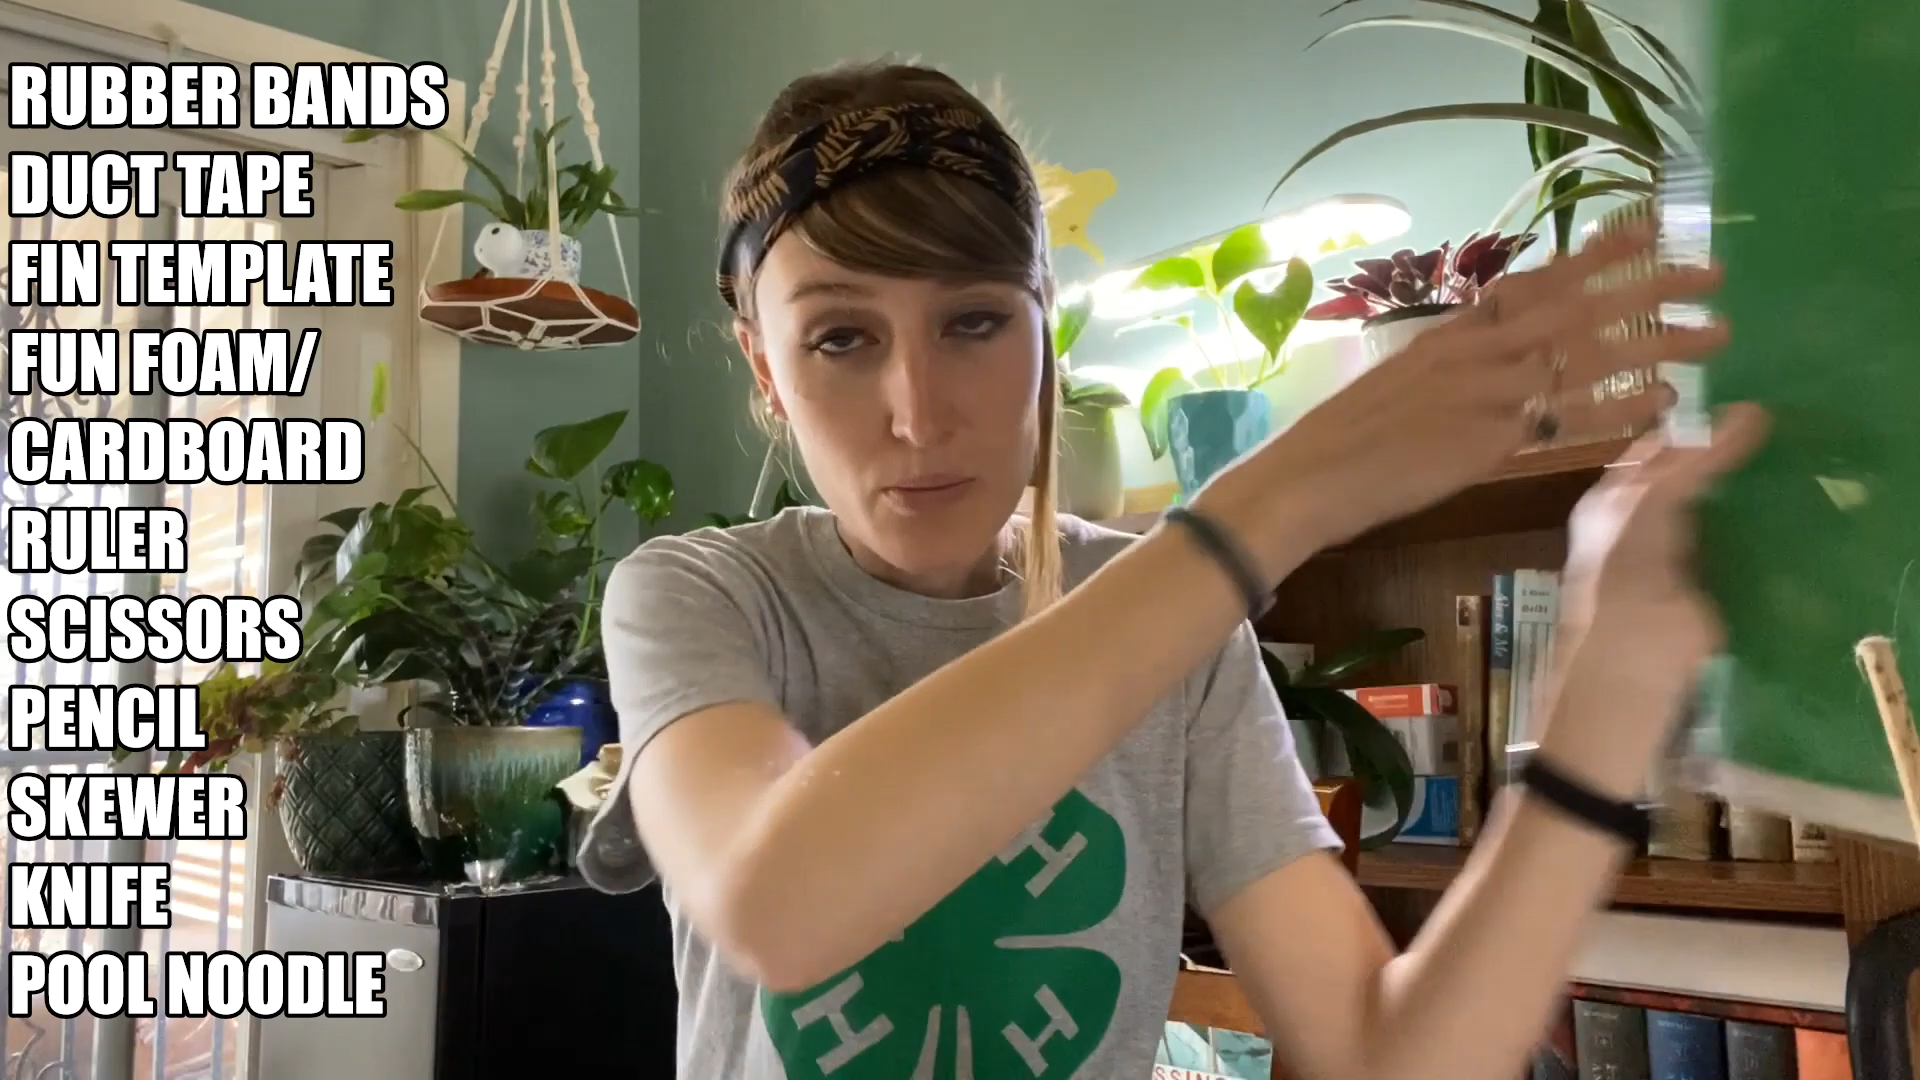 RUBBER BANDS
DUCT TAPE
FIN TEMPLATE
FUN FOAM/
CARDBOARD
RULER
SCISSORS
PENCIL
SKEWER
KNIFE
POOL NOODLE
H
H
H